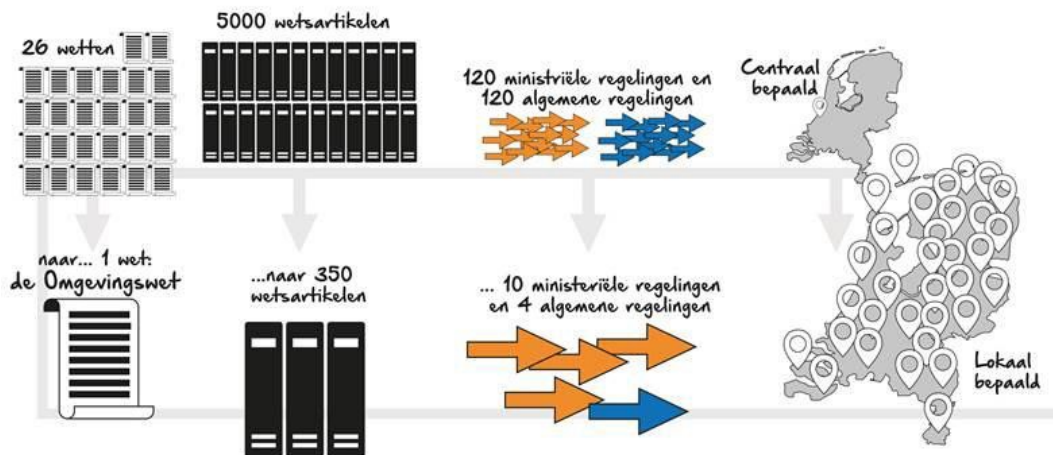 26 wetten
5000 wetsartikelen
120 ministriële regelingen en
120 algemene regelingen
Centraal
bepaald
naar... 1 wet:
de Omgevingswet
...naar 350
wetsartikelen
... 10 ministeriële regelingen
en 4 algemene regelingen
Lokaal
bepaald